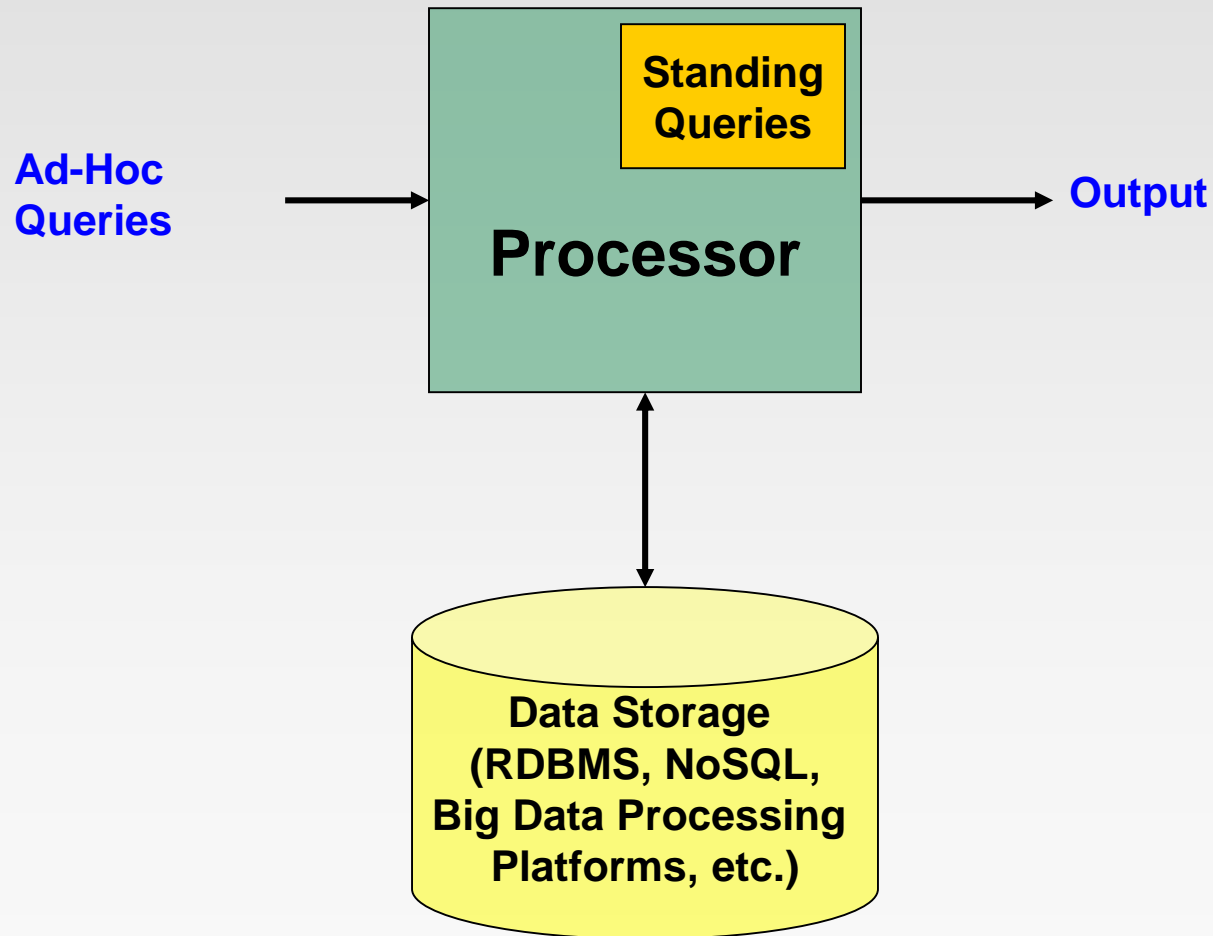 Standing
Queries
Ad-Hoc
Queries
Output
Processor
Data Storage
(RDBMS, NoSQL,
Big Data Processing
Platforms, etc.)